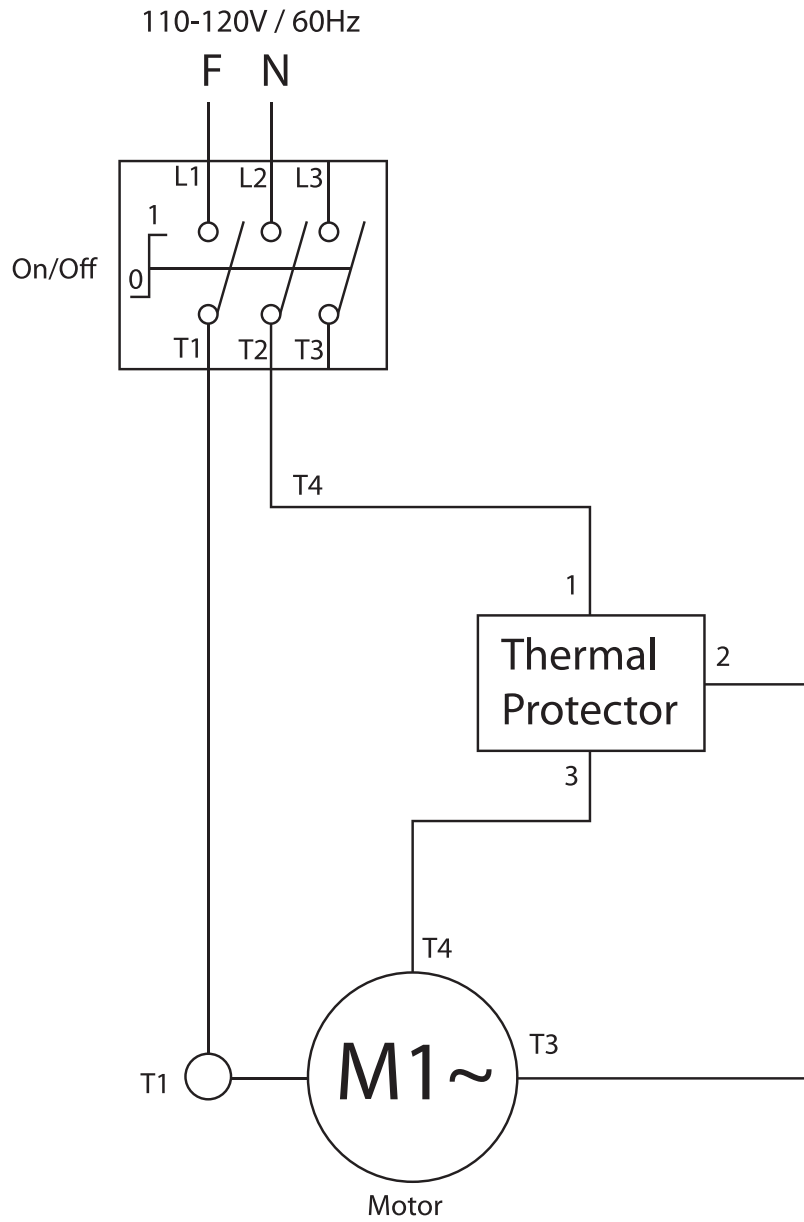 110-120V / 60Hz
F N
L1 L2 L3
1
On/Off
0
T1 T2 T3
T4
1
Thermal
Protector
2
3
T4
M1~
T3
T1
Motor